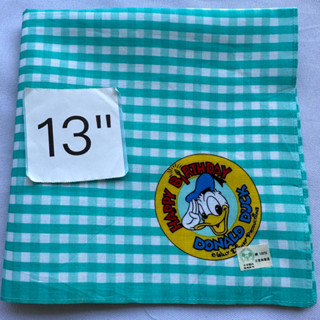 13"
HAPPY BIRTHDAY
DONALD DUCK